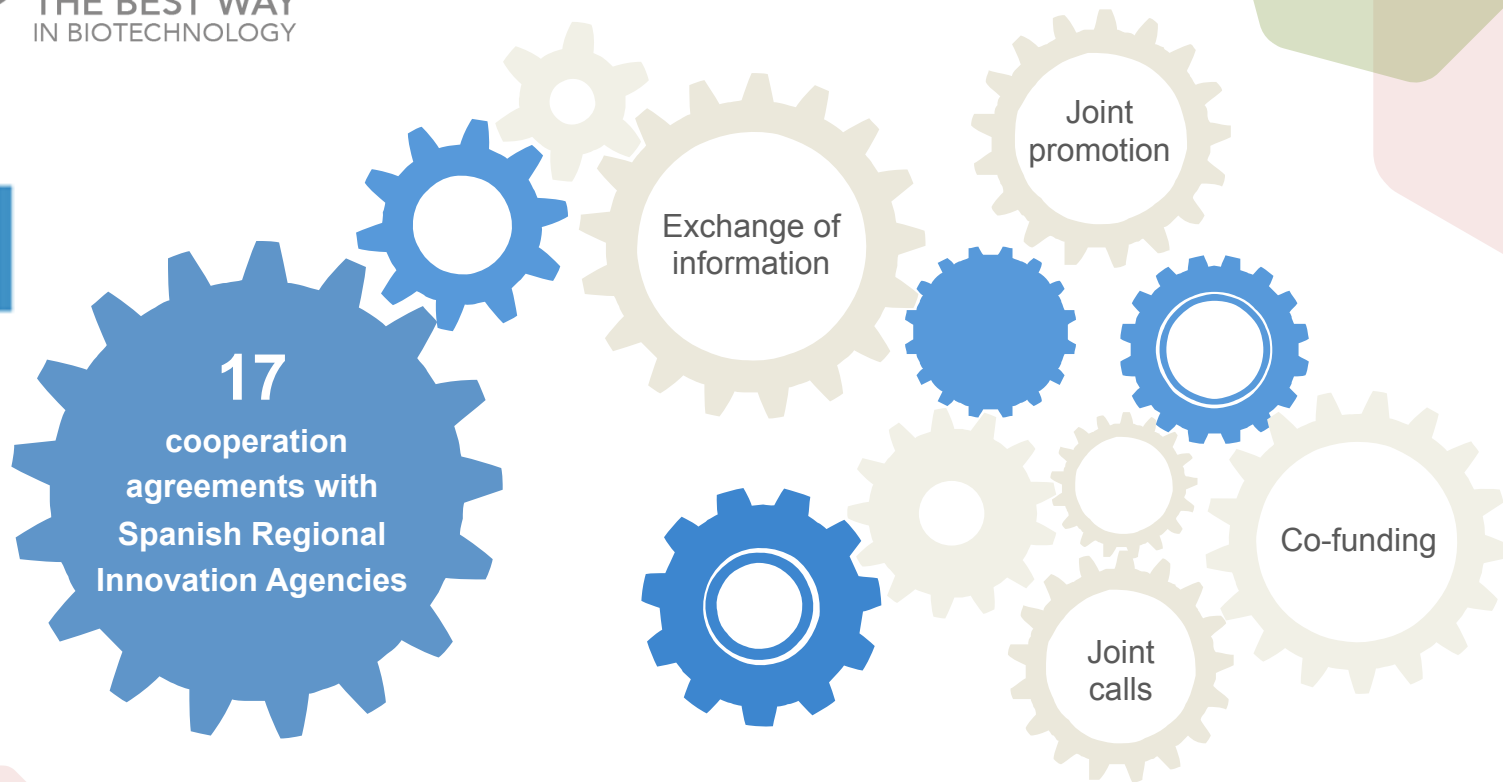 THE BEST WAY
IN BIOTECHNOLOGY
Joint
promotion
Exchange of
information
17
cooperation
agreements with
Spanish Regional
Innovation Agencies
Co-funding
Joint
calls